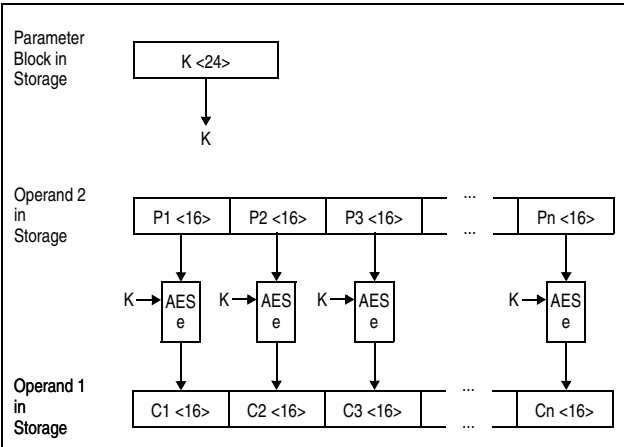 Parameter
Block in
Storage
K <24>
K
Operand 2
in
Storage
...
P1 <16> P2 <16> P3 <16> Pn <16>
...
K AES e K AES e K AES e K AES e
Operand 1
in
Storage
...
C1 <16> C2 <16> C3 <16> Cn <16>
...